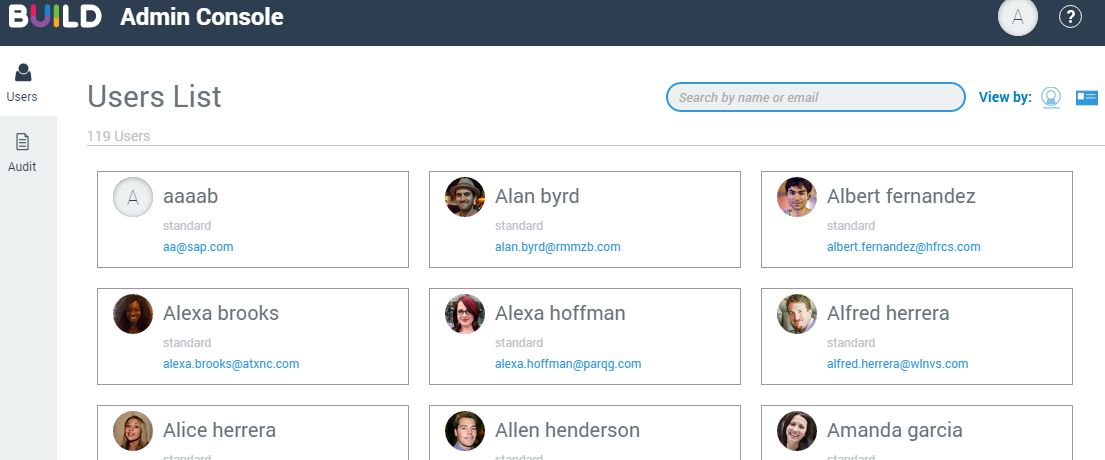 BUILD Admin Console A ?
Users
Users List
Search by name or email
View by:
119 Users
Audit
A aaaab
standard
aa@sap.com
Alan byrd
standard
alan.byrd@rmmzb.com
Albert fernandez
standard
albert.fernandez@hfrcs.com
Alexa brooks
standard
alexa.brooks@atxnc.com
Alexa hoffman
standard
alexa.hoffman@parqg.com
Alfred herrera
standard
alfred.herrera@wlnvs.com
Alice herrera
standard
Allen henderson
standard
Amanda garcia
standard